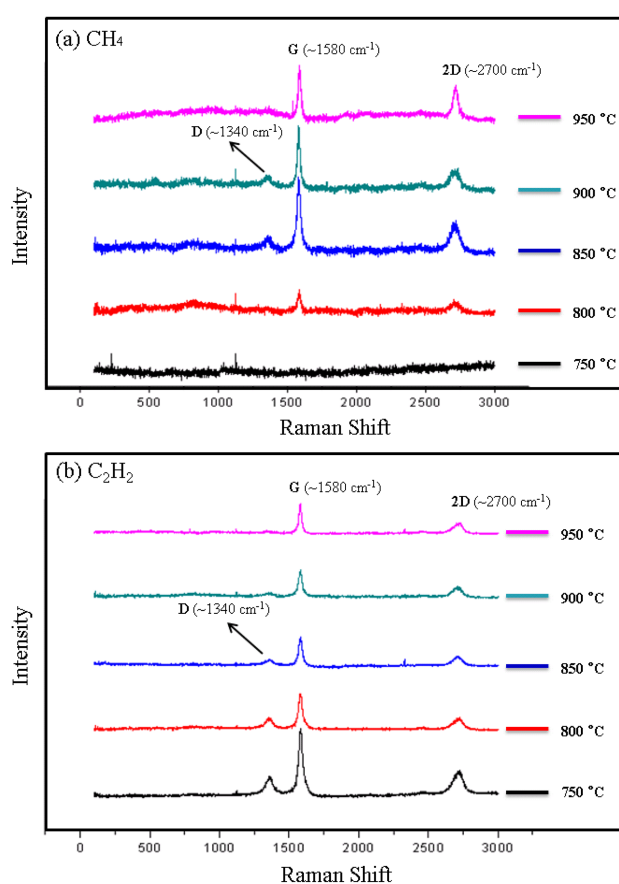 (a) CH₄
G (~1580 cm⁻¹)
2D (~2700 cm⁻¹)
950 °C
D (~1340 cm⁻¹)
900 °C
850 °C
800 °C
750 °C
Intensity
0 500 1000 1500 2000 2500 3000
Raman Shift
(b) C₂H₂
G (~1580 cm⁻¹)
2D (~2700 cm⁻¹)
950 °C
900 °C
D (~1340 cm⁻¹)
850 °C
800 °C
750 °C
Intensity
0 500 1000 1500 2000 2500 3000
Raman Shift